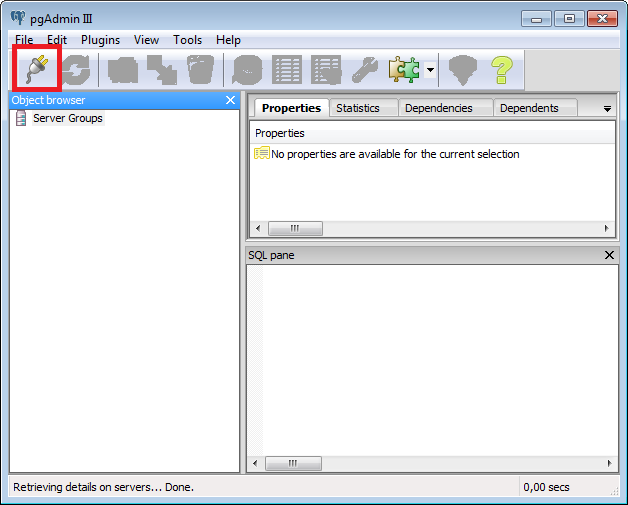 pgAdmin III
File Edit Plugins View Tools Help
Object browser
Server Groups
Properties Statistics Dependencies Dependents
Properties
No properties are available for the current selection
SQL pane
Retrieving details on servers... Done.
0,00 secs